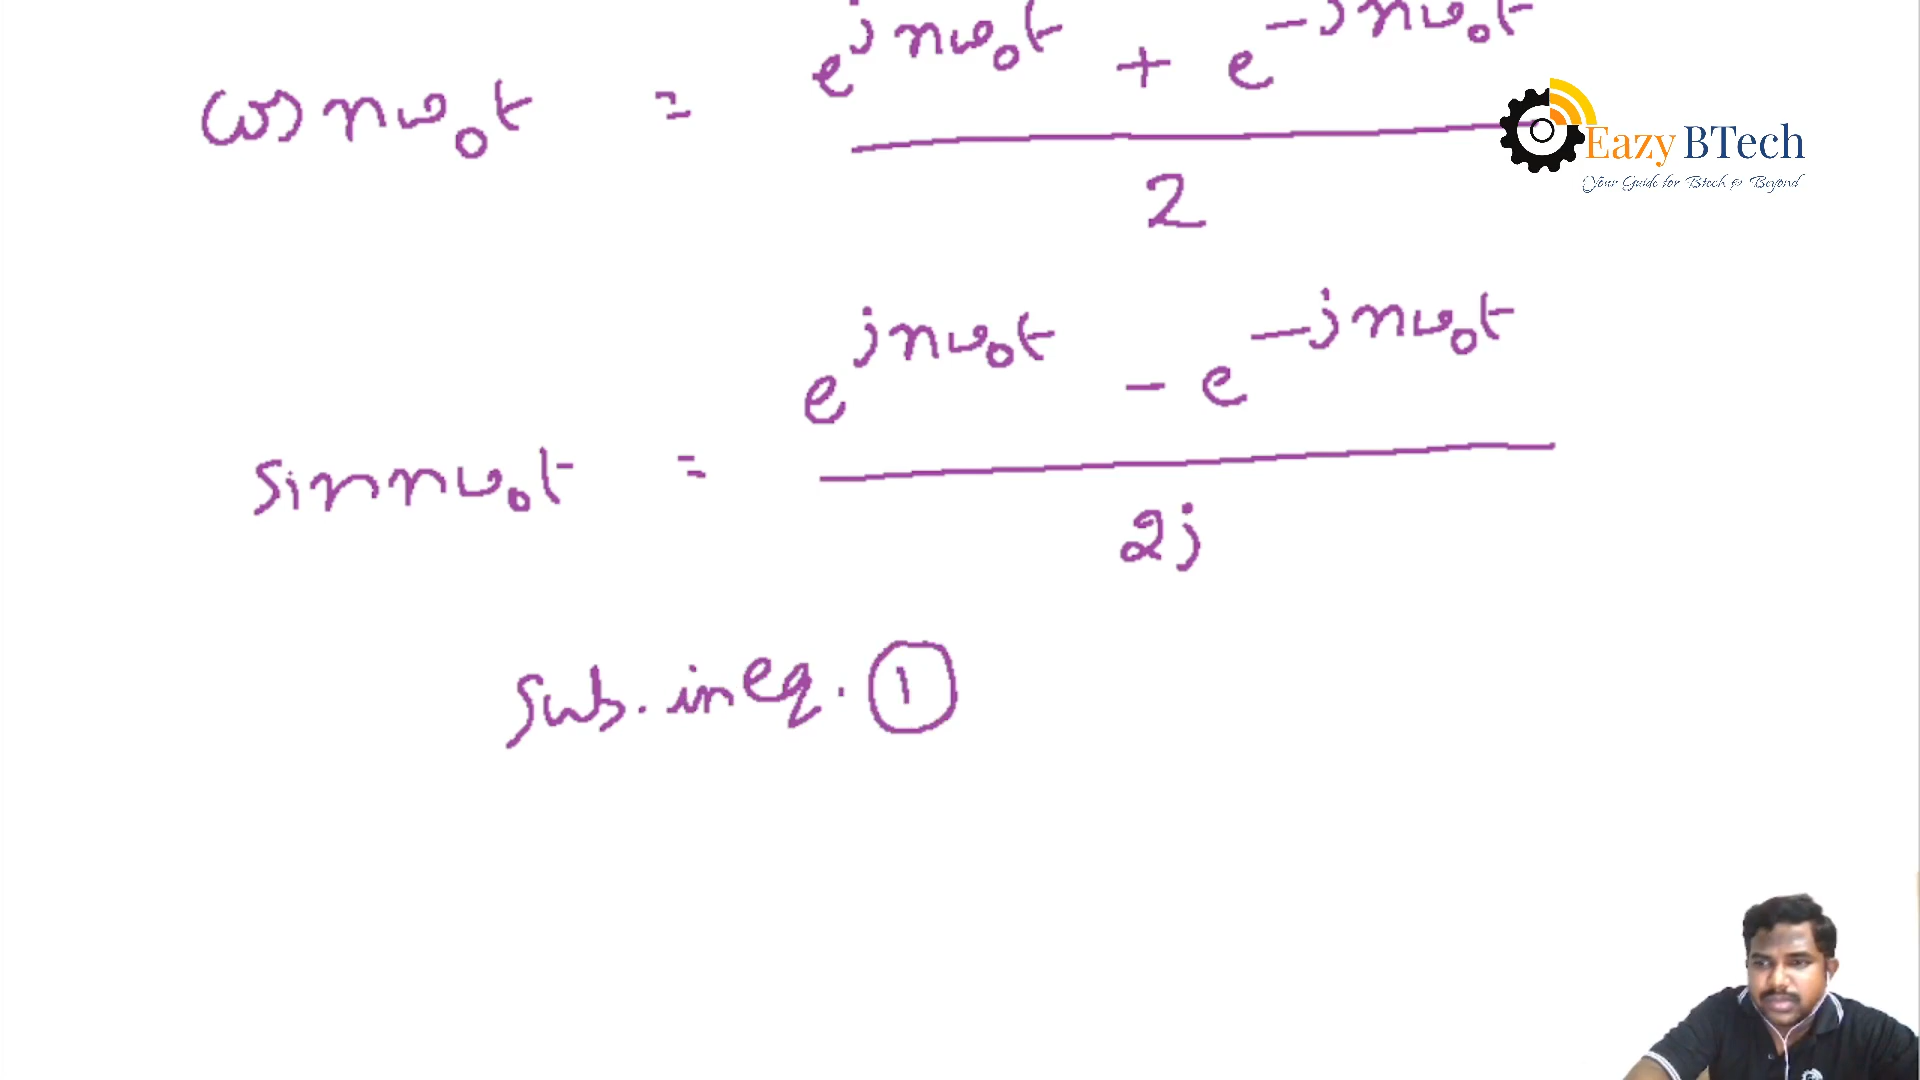 cos nω₀t = e^jnω₀t + e^-jnω₀t / 2
Eazy BTech
Your Guide for Btech & Beyond
sin nω₀t = e^jnω₀t - e^-jnω₀t / 2j
Sub. in eq. ①